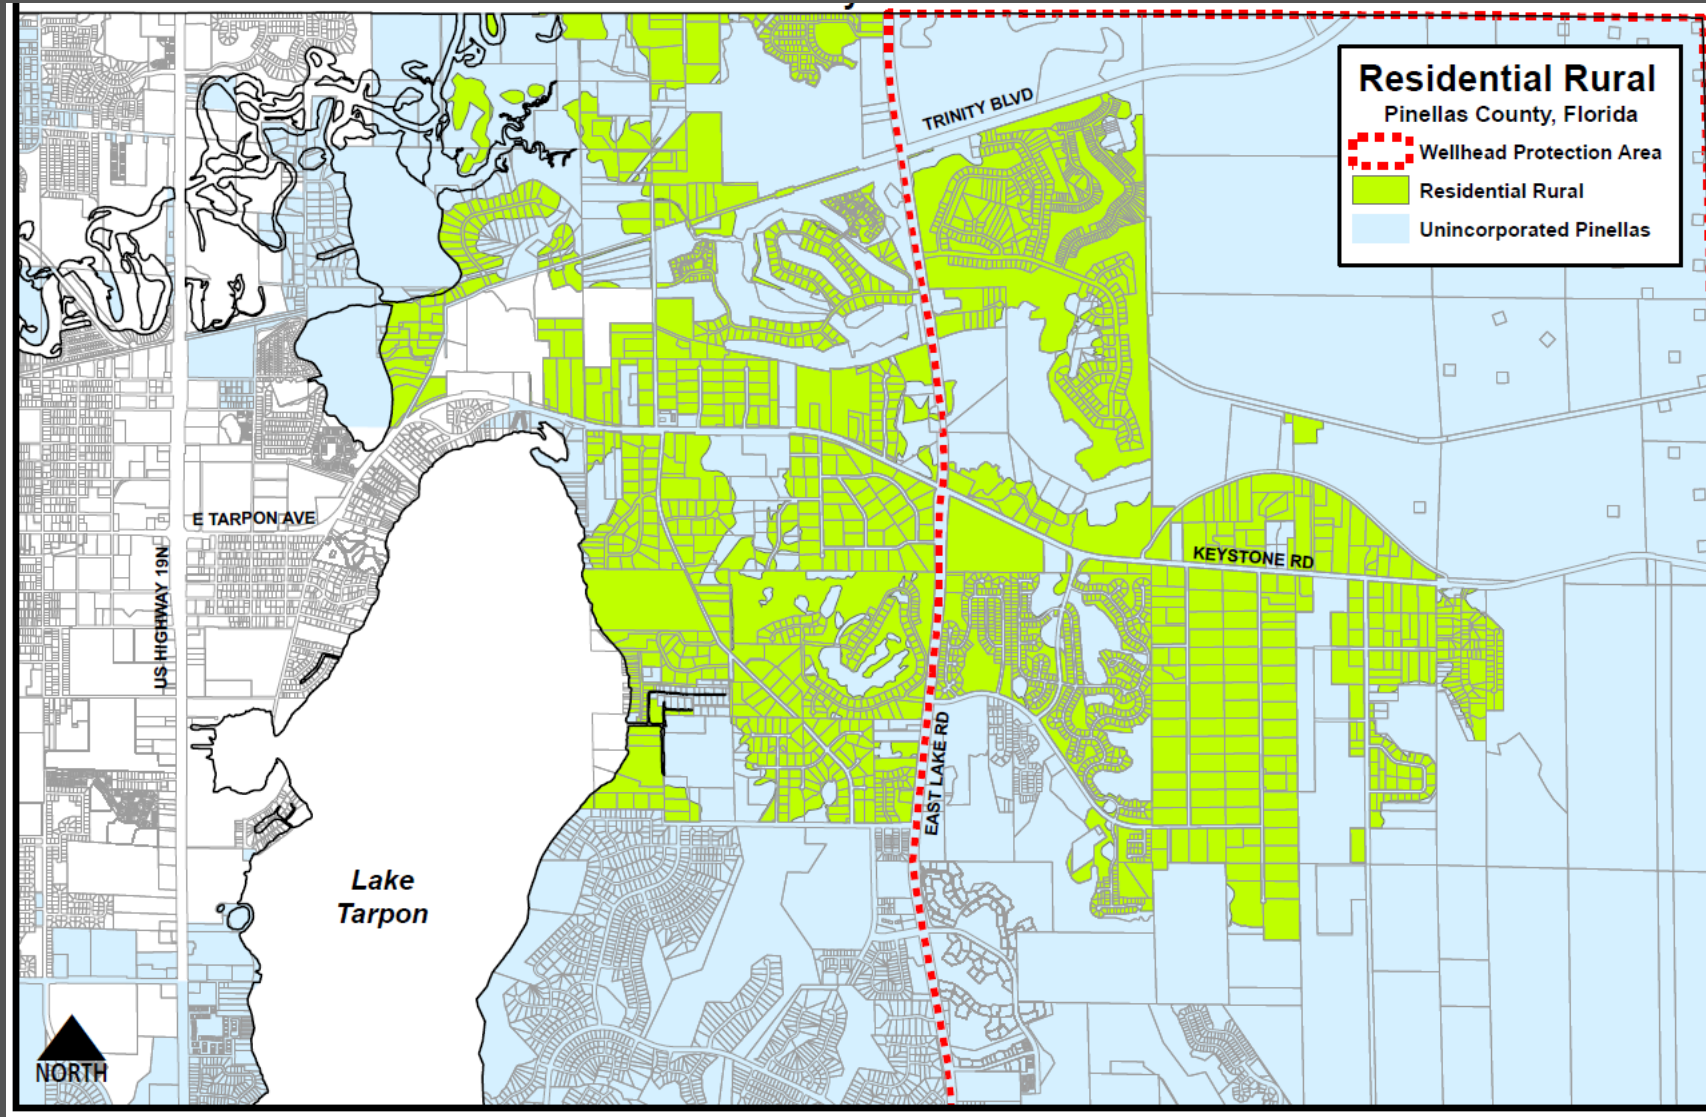 TRINITY BLVD
Residential Rural
Pinellas County, Florida
Wellhead Protection Area
Residential Rural
Unincorporated Pinellas
E TARPON AVE
US HIGHWAY 19N
KEYSTONE RD
EAST LAKE RD
Lake
Tarpon
NORTH